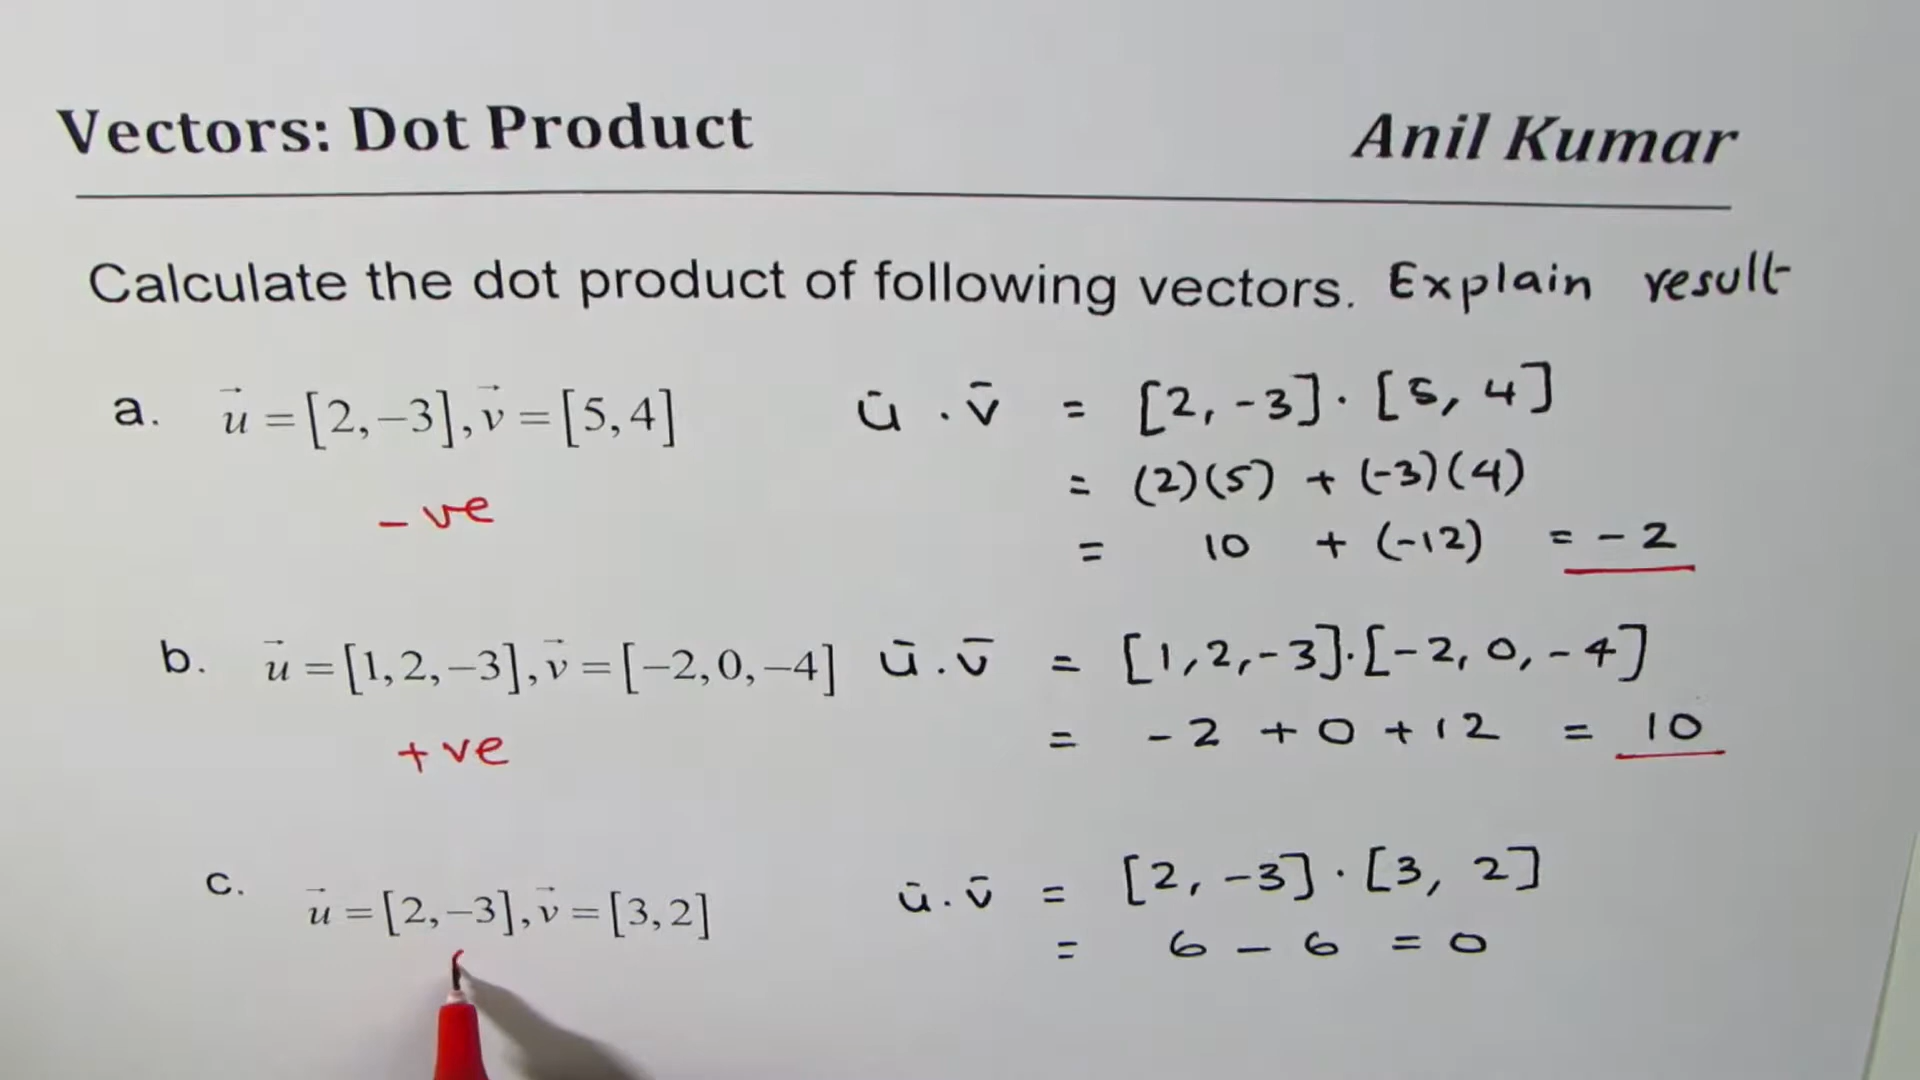 Vectors: Dot Product Anil Kumar
Calculate the dot product of following vectors. Explain result
a. u⃗ = [2, −3], v⃗ = [5, 4] ū . v̄ = [2, -3] · [5, 4]
= (2)(5) + (-3)(4)
- ve
= 10 + (-12) = - 2
b. u⃗ = [1, 2, −3], v⃗ = [−2, 0, −4] ū . v̄ = [1, 2, -3] · [-2, 0, -4]
+ ve = -2 + 0 + 12 = 10
c. u⃗ = [2, −3], v⃗ = [3, 2] ū . v̄ = [2, -3] · [3, 2]
= 6 - 6 = 0